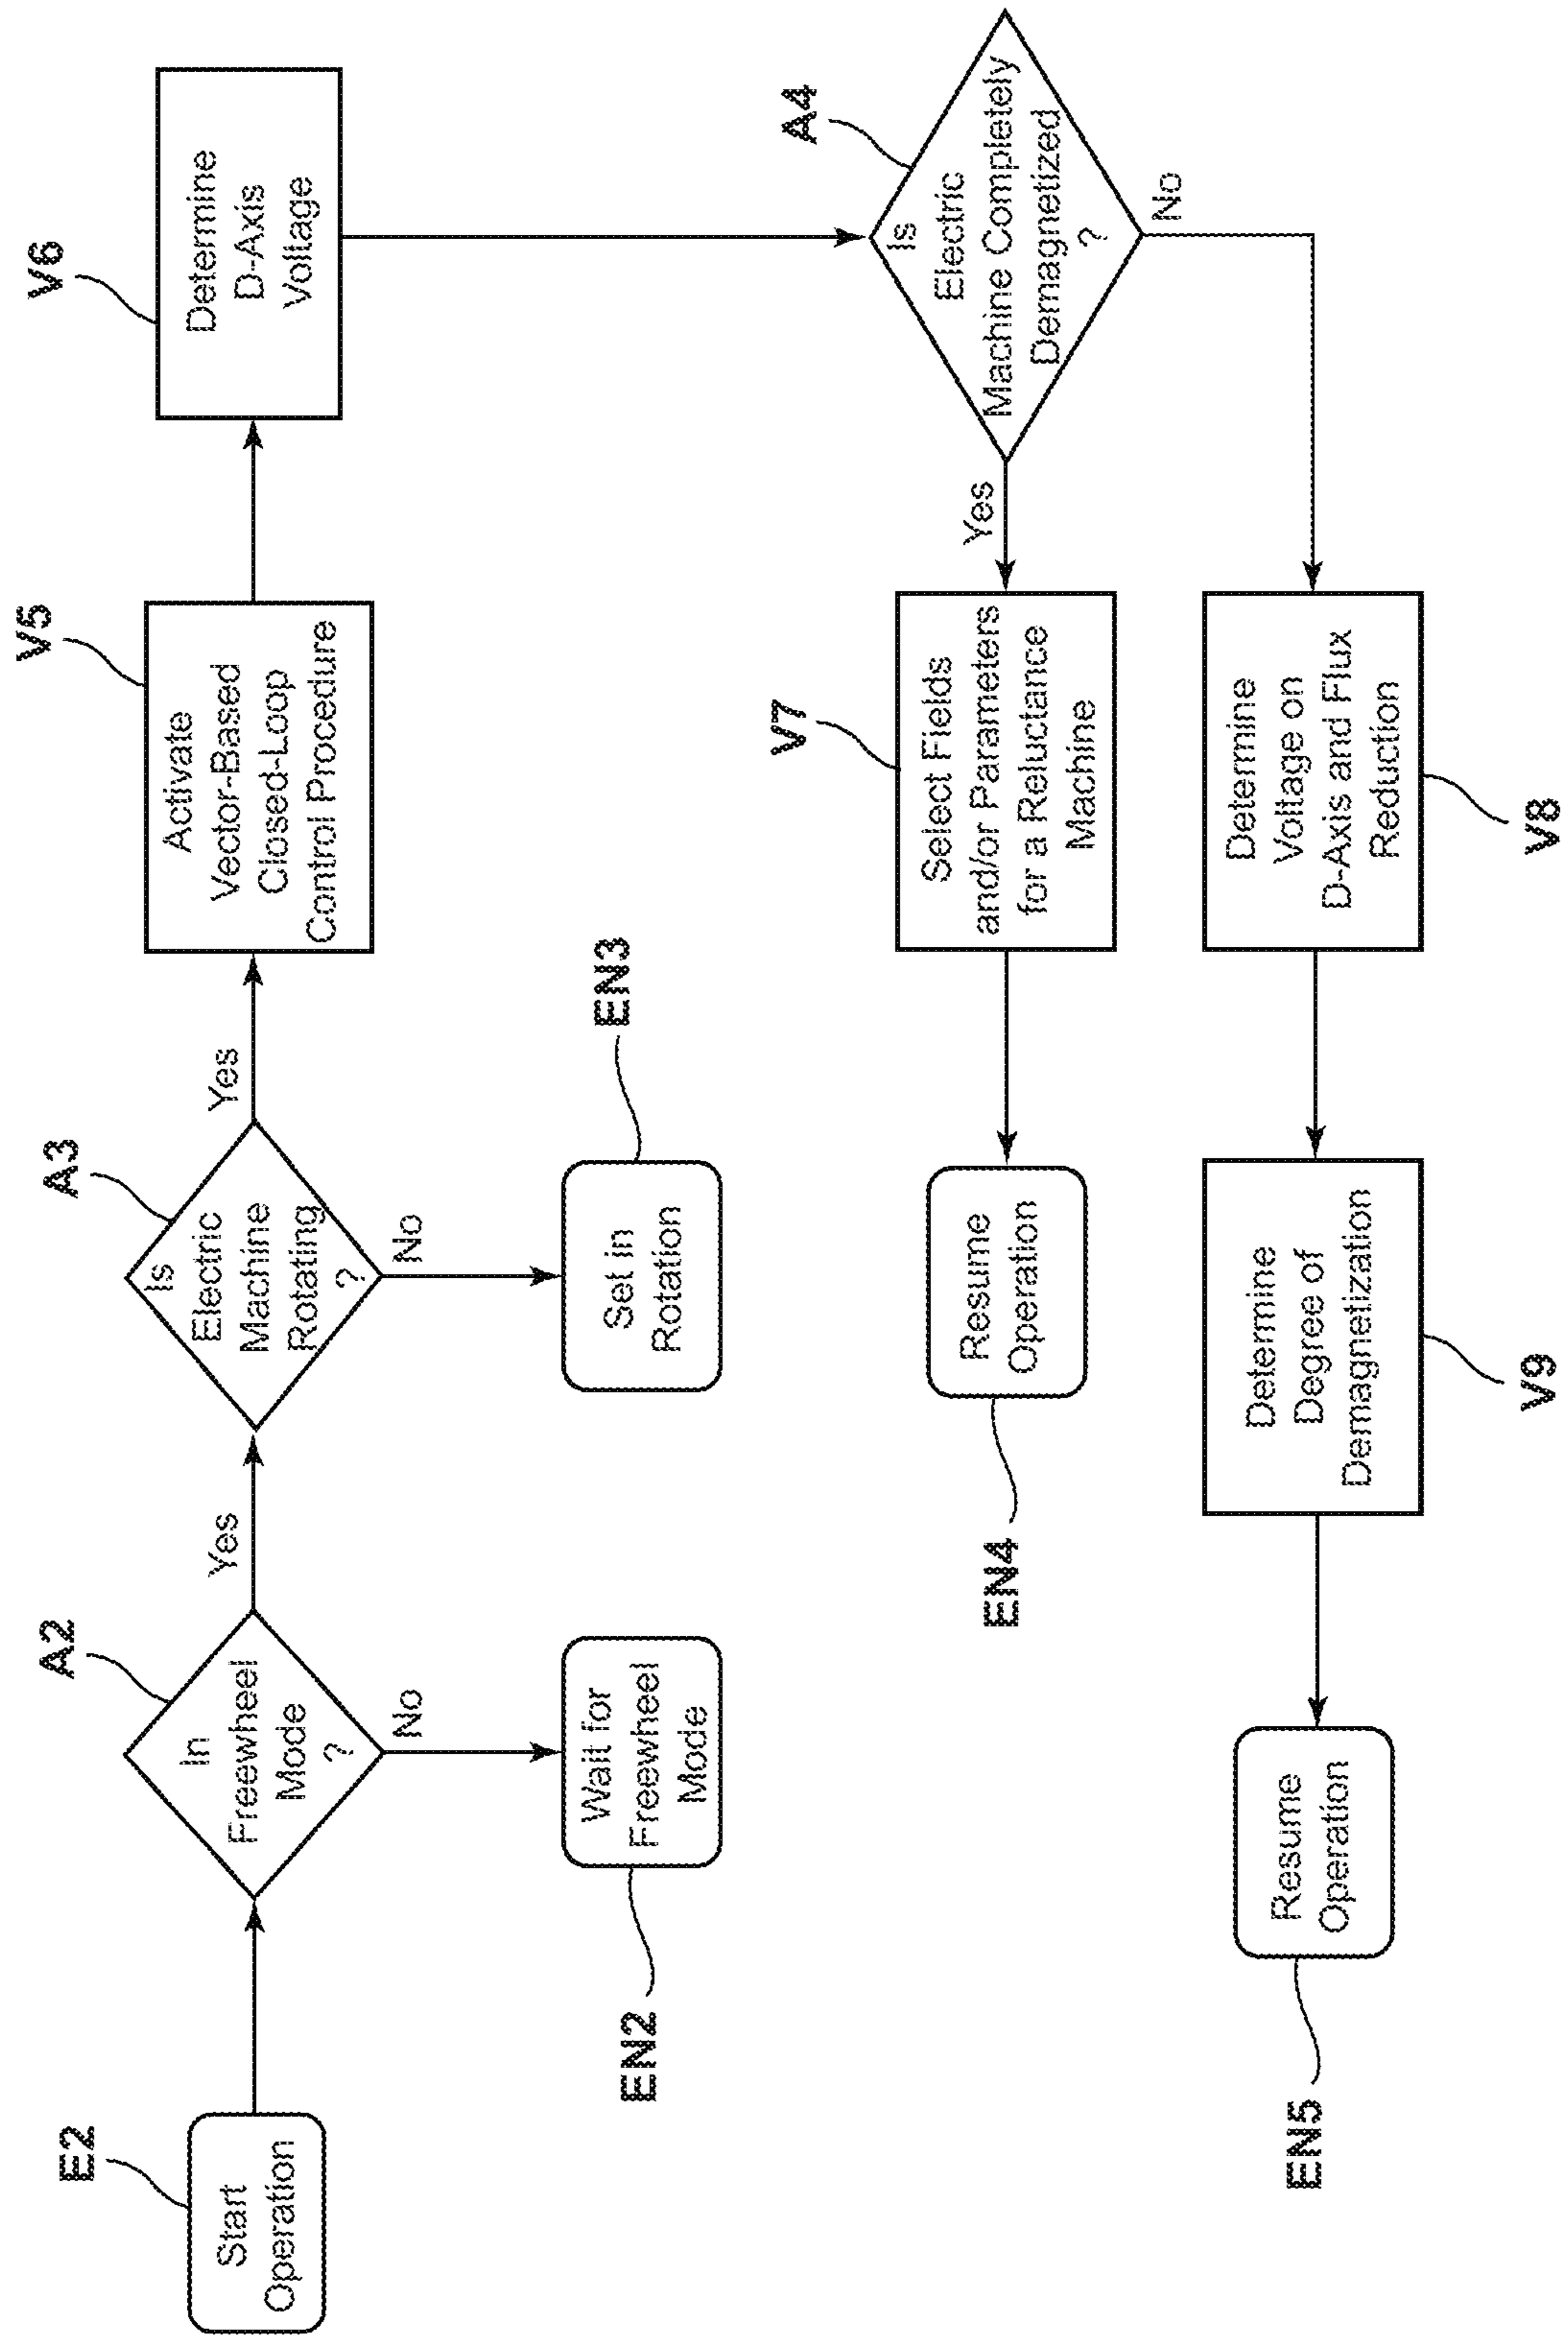 E2
Start
Operation
A2
In
Freewheel
Mode
?
Yes
No
EN2
Wait for
Freewheel
Mode
A3
Is
Electric
Machine
Rotating
?
Yes
No
EN3
Set in
Rotation
V5
Activate
Vector-Based
Closed-Loop
Control Procedure
V6
Determine
D-Axis
Voltage
A4
Is
Electric
Machine Completely
Demagnetized
?
Yes
No
V7
Select Fields
and/or Parameters
for a Reluctance
Machine
EN4
Resume
Operation
V8
Determine
Voltage on
D-Axis and Flux
Reduction
V9
Determine
Degree of
Demagnetization
EN5
Resume
Operation